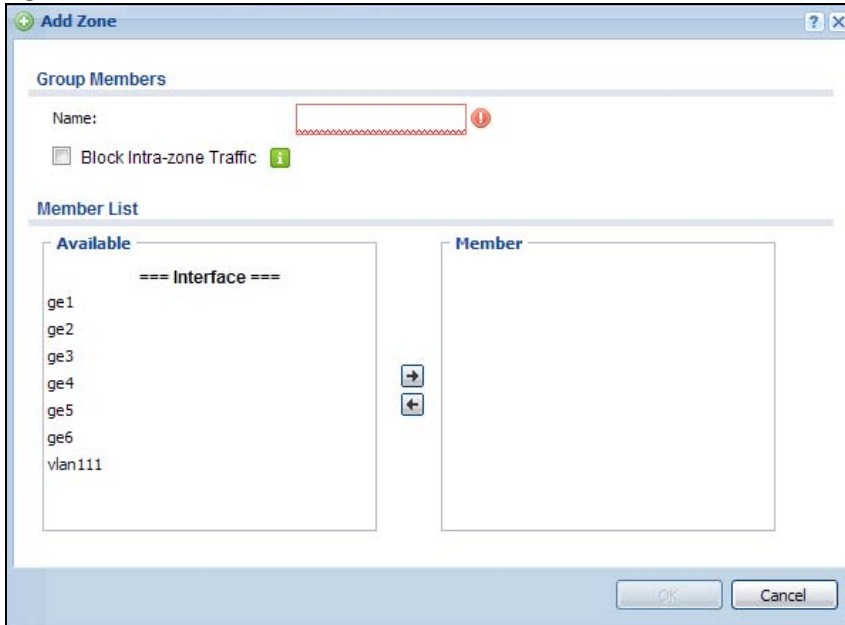 Add Zone
Group Members
Name:
Block Intra-zone Traffic
Member List
Available
Member
=== Interface ===
ge1
ge2
ge3
ge4
ge5
ge6
vlan111
OK Cancel